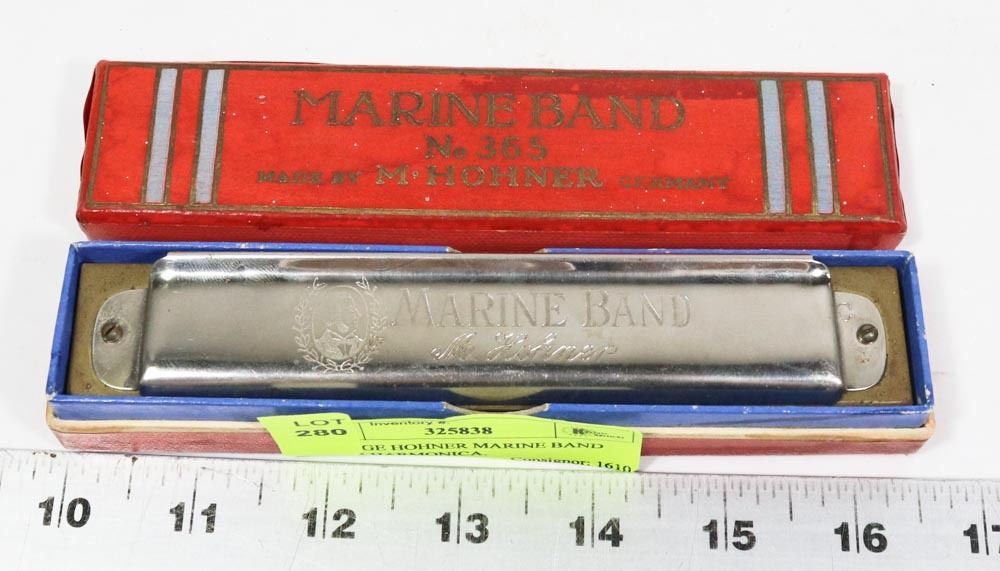 MARINE BAND
No 365
MADE BY M. HOHNER GERMANY
MARINE BAND
M. Hohner
LOT
280
Inventory #
325838
GE HOHNER MARINE BAND
HARMONICA
Consignor: 1610
10 11 12 13 14 15 16 17